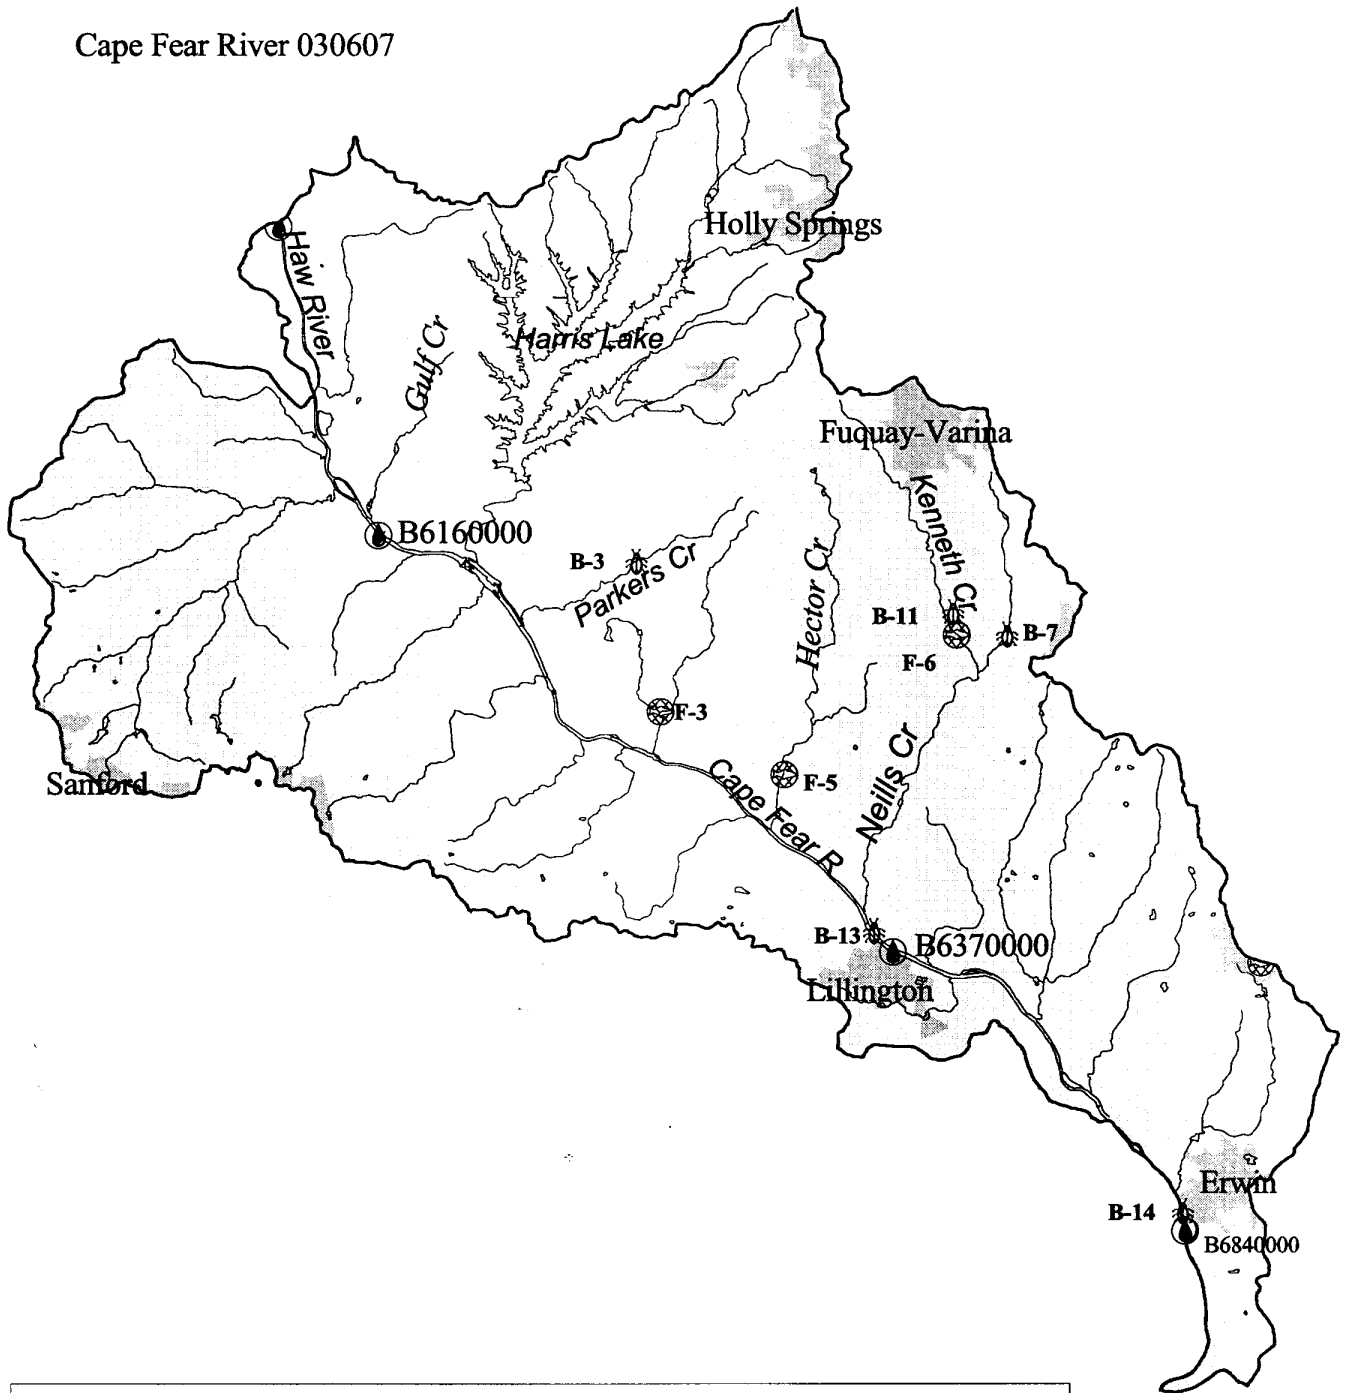 Cape Fear River 030607
Holly Springs
Haw River
Gulf Cr
Harris Lake
Fuquay-Varina
Kenneth Cr
B6160000
B-3
Parkers Cr
Hector Cr
B-11
B-7
F-6
F-3
Neills Cr
Cape Fear R
F-5
Sanford
B-13
B6370000
Lillington
Erwin
B-14
B6840000